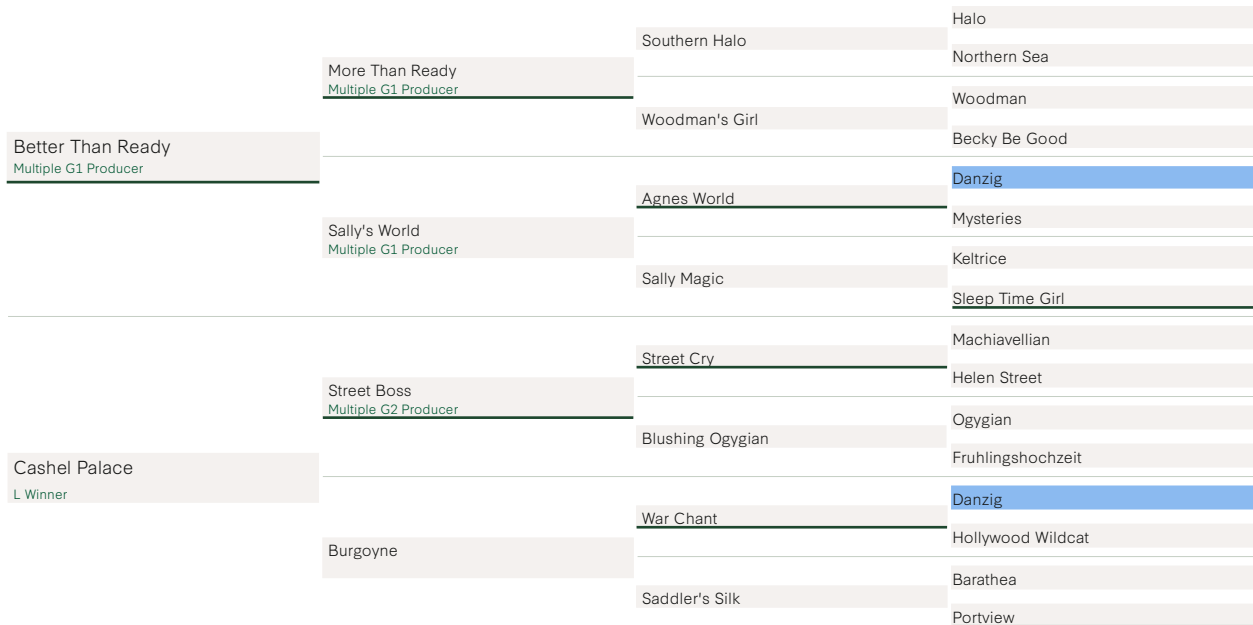 Better Than Ready
Multiple G1 Producer
Cashel Palace
L Winner
More Than Ready
Multiple G1 Producer
Sally's World
Multiple G1 Producer
Street Boss
Multiple G2 Producer
Burgoyne
Southern Halo
Woodman's Girl
Agnes World
Sally Magic
Street Cry
Blushing Ogygian
War Chant
Saddler's Silk
Halo
Northern Sea
Woodman
Becky Be Good
Danzig
Mysteries
Keltrice
Sleep Time Girl
Machiavellian
Helen Street
Ogygian
Fruhlingshochzeit
Danzig
Hollywood Wildcat
Barathea
Portview